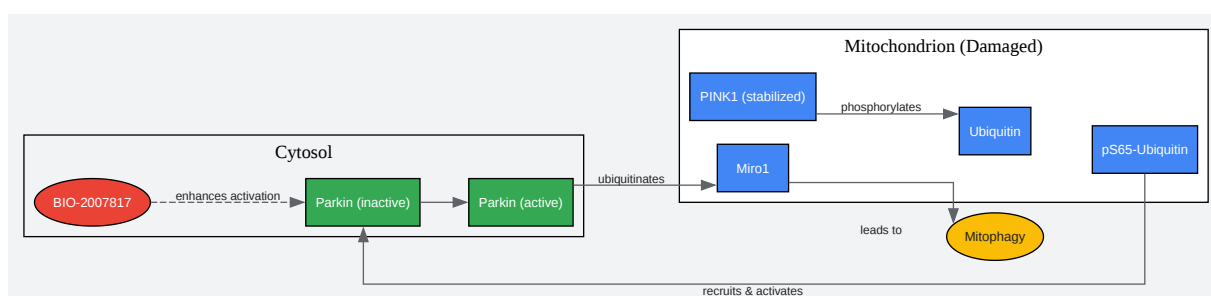 Mitochondrion (Damaged)
PINK1 (stabilized)
phosphorylates
Ubiquitin
pS65-Ubiquitin
Cytosol
Miro1
ubiquitinates
BIO-2007817
enhances activation
Parkin (inactive)
Parkin (active)
leads to
Mitophagy
recruits & activates